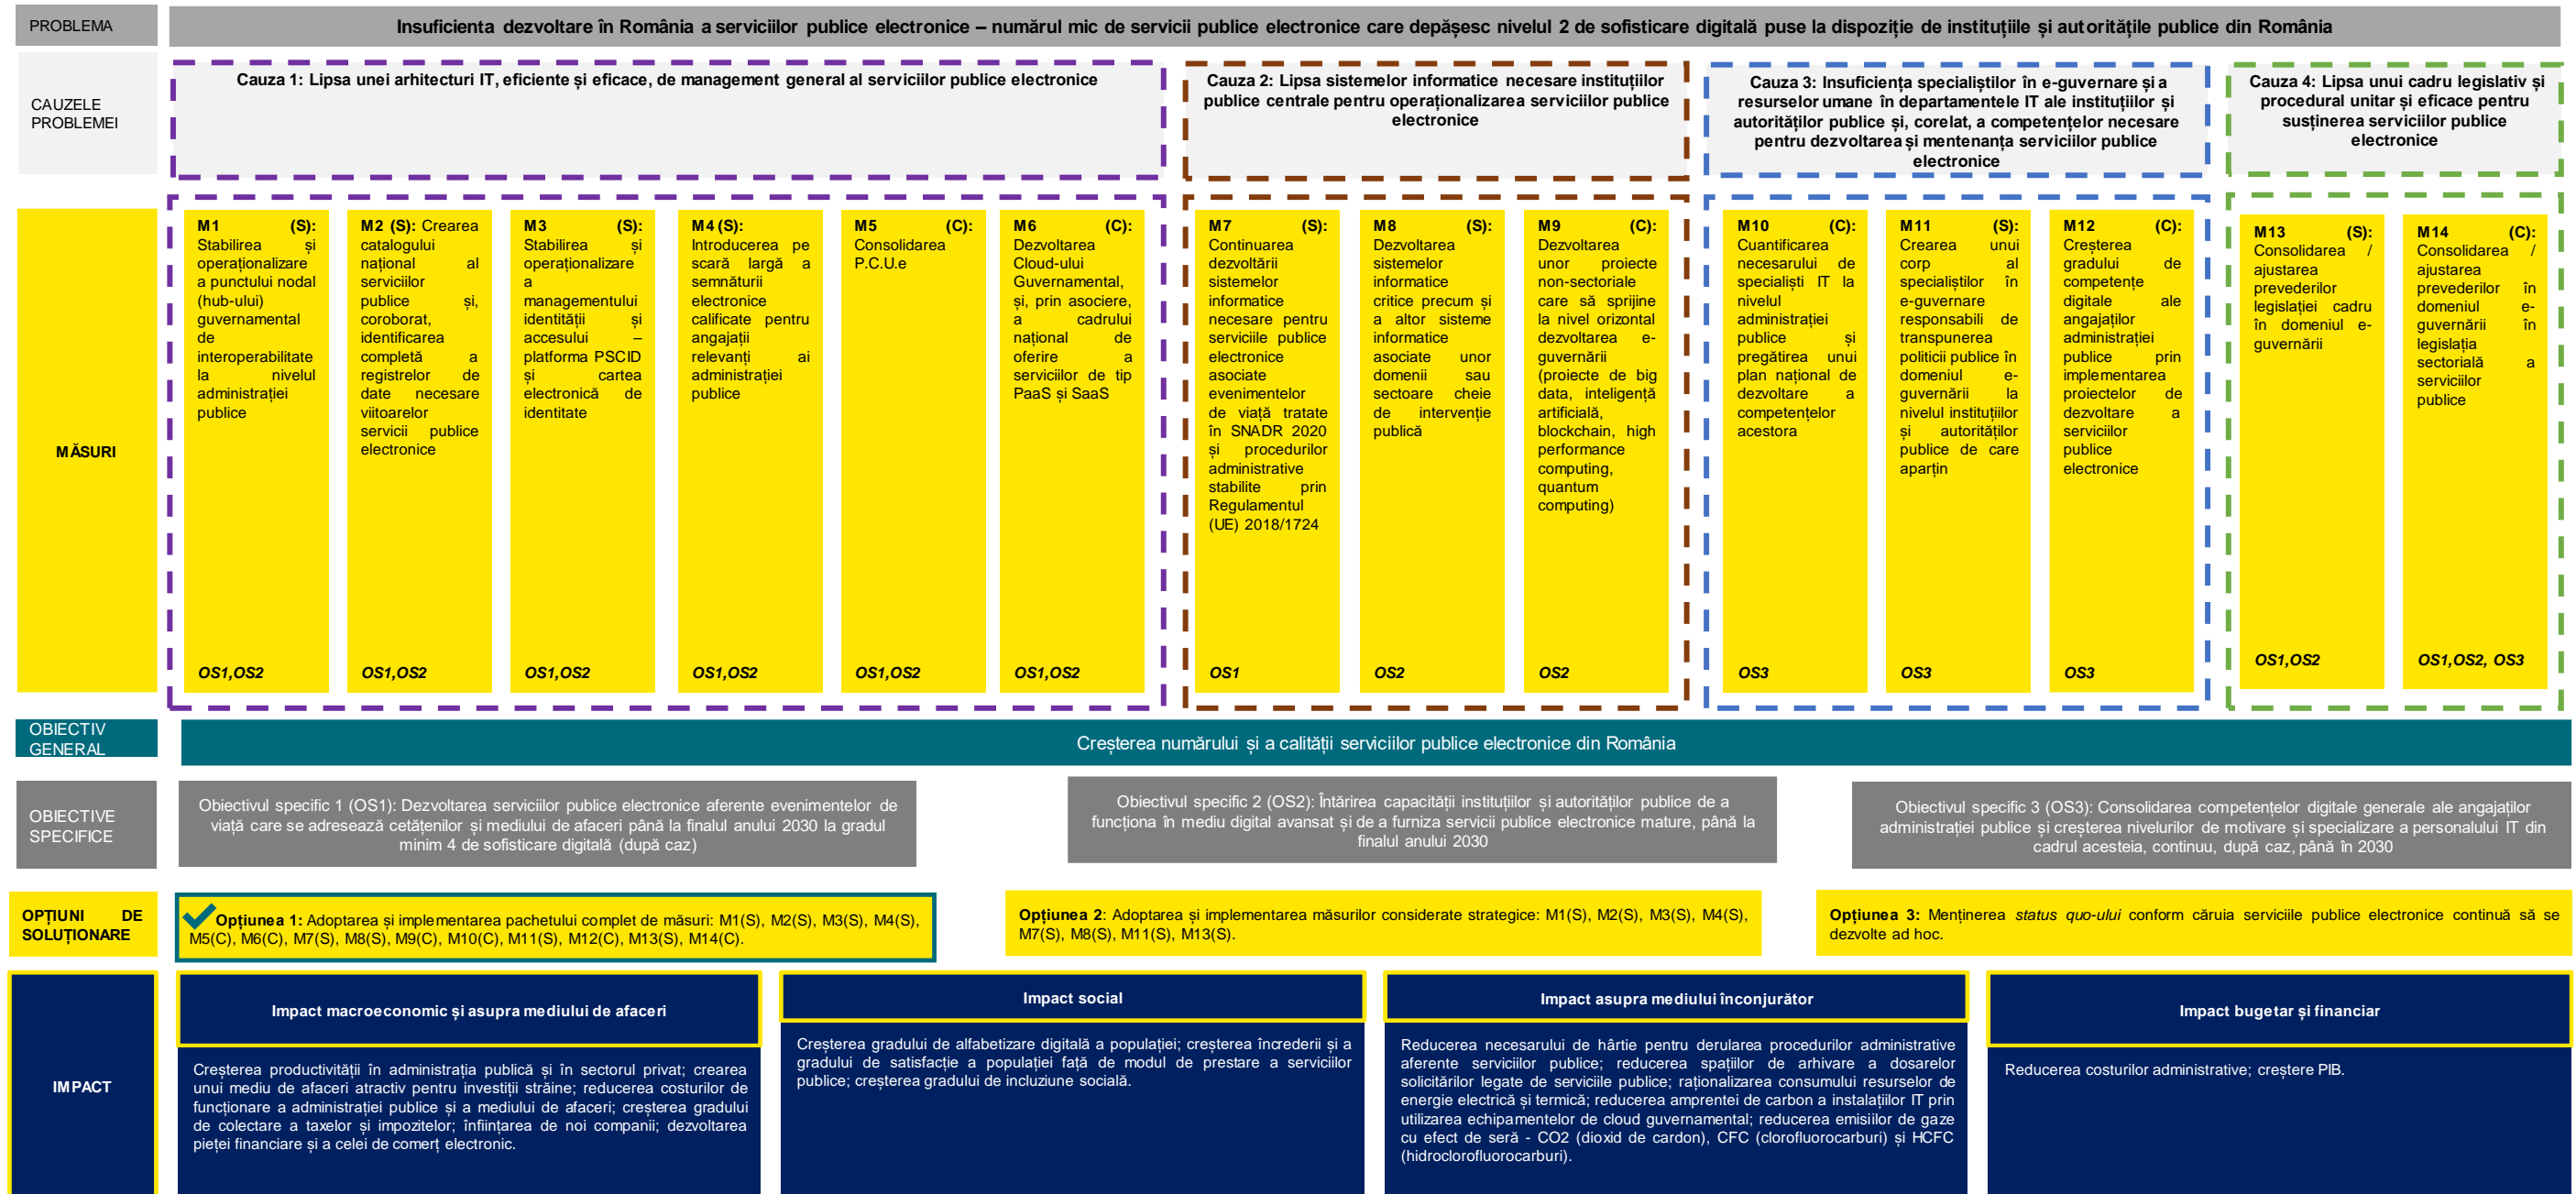 PROBLEMA
Insuficienta dezvoltare în România a serviciilor publice electronice – numărul mic de servicii publice electronice care depășesc nivelul 2 de sofisticare digitală puse la dispoziție de instituțiile și autoritățile publice din România
CAUZELE
PROBLEMEI
Cauza 1: Lipsa unei arhitecturi IT, eficiente și eficace, de management general al serviciilor publice electronice
Cauza 2: Lipsa sistemelor informatice necesare instituțiilor
publice centrale pentru operaționalizarea serviciilor publice
electronice
Cauza 3: Insuficiența specialiștilor în e-guvernare și a
resurselor umane în departamentele IT ale instituțiilor și
autorităților publice și, corelat, a competențelor necesare
pentru dezvoltarea și mentenanța serviciilor publice
electronice
Cauza 4: Lipsa unui cadru legislativ și
procedural unitar și eficace pentru
susținerea serviciilor publice
electronice
MĂSURI
M1 (S):
Stabilirea și
operaționalizare
a punctului nodal
(hub-ului)
guvernamental
de
interoperabilitate
la nivelul
administrației
publice
OS1,OS2
M2 (S): Crearea
catalogului
național al
serviciilor
publice și,
coroborat,
identificarea
completă a
registrelor de
date necesare
viitoarelor
servicii publice
electronice
OS1,OS2
M3 (S):
Stabilirea și
operaționalizare
a
managementului
identității și
accesului –
platforma PSCID
și cartea
electronică de
identitate
OS1,OS2
M4 (S):
Introducerea pe
scară largă a
semnăturii
electronice
calificate pentru
angajații
relevanți ai
administrației
publice
OS1,OS2
M5 (C):
Consolidarea
P.C.U.e
OS1,OS2
M6 (C):
Dezvoltarea
Cloud-ului
Guvernamental,
și, prin asociere,
a cadrului
național de
oferire a
serviciilor de tip
PaaS și SaaS
OS1,OS2
M7 (S):
Continuarea
dezvoltării
sistemelor
informatice
necesare pentru
serviciile publice
electronice
asociate
evenimentelor
de viață tratate
în SNADR 2020
și procedurilor
administrative
stabilite prin
Regulamentul
(UE) 2018/1724
OS1
M8 (S):
Dezvoltarea
sistemelor
informatice
critice precum și
a altor sisteme
informatice
asociate unor
domenii sau
sectoare cheie
de intervenție
publică
OS2
M9 (C):
Dezvoltarea
unor proiecte
non-sectoriale
care să sprijine
la nivel orizontal
dezvoltarea e-
guvernării
(proiecte de big
data, inteligență
artificială,
blockchain, high
performance
computing,
quantum
computing)
OS2
M10 (C):
Cuantificarea
necesarului de
specialiști IT la
nivelul
administrației
publice și
pregătirea unui
plan național de
dezvoltare a
competențelor
acestora
OS3
M11 (S):
Crearea unui
corp al
specialiștilor în
e-guvernare
responsabili de
transpunerea
politicii publice în
domeniul e-
guvernării la
nivelul instituțiilor
și autorităților
publice de care
aparțin
OS3
M12 (C):
Creșterea
gradului de
competențe
digitale ale
angajaților
administrației
publice prin
implementarea
proiectelor de
dezvoltare a
serviciilor
publice
electronice
OS3
M13 (S):
Consolidarea /
ajustarea
prevederilor
legislației cadru
în domeniul e-
guvernării
OS1,OS2
M14 (C):
Consolidarea /
ajustarea
prevederilor în
domeniul e-
guvernării în
legislația
sectorială a
serviciilor
publice
OS1,OS2, OS3
OBIECTIV
GENERAL
Creșterea numărului și a calității serviciilor publice electronice din România
OBIECTIVE
SPECIFICE
Obiectivul specific 1 (OS1): Dezvoltarea serviciilor publice electronice aferente evenimentelor de
viață care se adresează cetățenilor și mediului de afaceri până la finalul anului 2030 la gradul
minim 4 de sofisticare digitală (după caz)
Obiectivul specific 2 (OS2): Întărirea capacității instituțiilor și autorităților publice de a
funcționa în mediu digital avansat și de a furniza servicii publice electronice mature, până la
finalul anului 2030
Obiectivul specific 3 (OS3): Consolidarea competențelor digitale generale ale angajaților
administrației publice și creșterea nivelurilor de motivare și specializare a personalului IT din
cadrul acesteia, continuu, după caz, până în 2030
OPȚIUNI DE
SOLUȚIONARE
Opțiunea 1: Adoptarea și implementarea pachetului complet de măsuri: M1(S), M2(S), M3(S), M4(S),
M5(C), M6(C), M7(S), M8(S), M9(C), M10(C), M11(S), M12(C), M13(S), M14(C).
Opțiunea 2: Adoptarea și implementarea măsurilor considerate strategice: M1(S), M2(S), M3(S), M4(S),
M7(S), M8(S), M11(S), M13(S).
Opțiunea 3: Menținerea status quo-ului conform căruia serviciile publice electronice continuă să se
dezvolte ad hoc.
IMPACT
Impact macroeconomic și asupra mediului de afaceri
Creșterea productivității în administrația publică și în sectorul privat; crearea
unui mediu de afaceri atractiv pentru investiții străine; reducerea costurilor de
funcționare a administrației publice și a mediului de afaceri; creșterea gradului
de colectare a taxelor și impozitelor; înființarea de noi companii; dezvoltarea
pieței financiare și a celei de comerț electronic.
Impact social
Creșterea gradului de alfabetizare digitală a populației; creșterea încrederii și a
gradului de satisfacție a populației față de modul de prestare a serviciilor
publice; creșterea gradului de incluziune socială.
Impact asupra mediului înconjurător
Reducerea necesarului de hârtie pentru derularea procedurilor administrative
aferente serviciilor publice; reducerea spațiilor de arhivare a dosarelor
solicitărilor legate de serviciile publice; raționalizarea consumului resurselor de
energie electrică și termică; reducerea amprentei de carbon a instalațiilor IT prin
utilizarea echipamentelor de cloud guvernamental; reducerea emisiilor de gaze
cu efect de seră - CO2 (dioxid de cardon), CFC (clorofluorocarburi) și HCFC
(hidroclorofluorocarburi).
Impact bugetar și financiar
Reducerea costurilor administrative; creștere PIB.